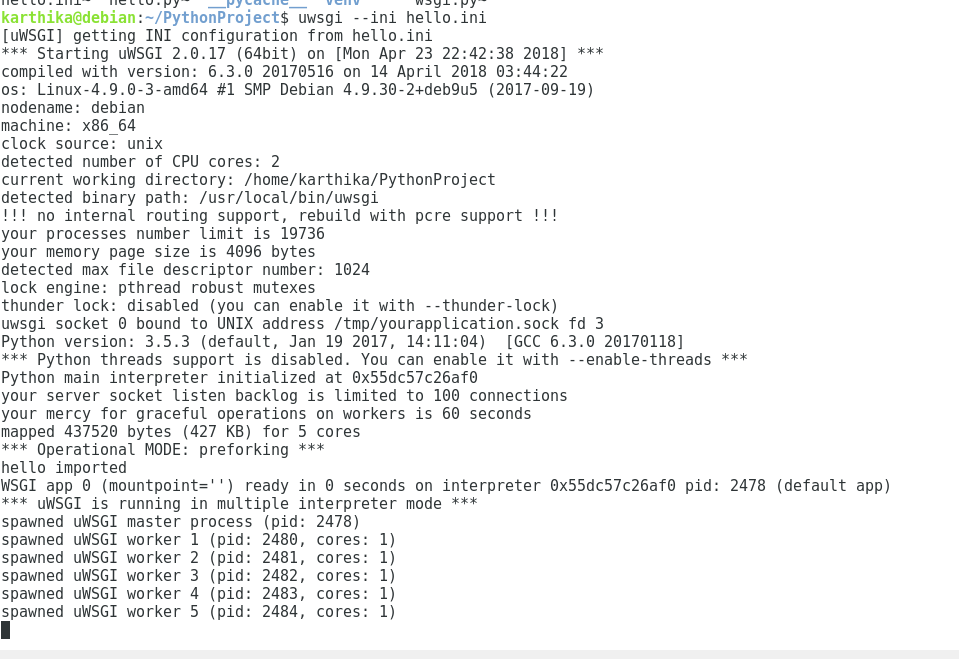 hello.ini~ hello.py~ __pycache__ venv wsgi.py~
karthika@debian:~/PythonProject$ uwsgi --ini hello.ini
[uWSGI] getting INI configuration from hello.ini
*** Starting uWSGI 2.0.17 (64bit) on [Mon Apr 23 22:42:38 2018] ***
compiled with version: 6.3.0 20170516 on 14 April 2018 03:44:22
os: Linux-4.9.0-3-amd64 #1 SMP Debian 4.9.30-2+deb9u5 (2017-09-19)
nodename: debian
machine: x86_64
clock source: unix
detected number of CPU cores: 2
current working directory: /home/karthika/PythonProject
detected binary path: /usr/local/bin/uwsgi
!!! no internal routing support, rebuild with pcre support !!!
your processes number limit is 19736
your memory page size is 4096 bytes
detected max file descriptor number: 1024
lock engine: pthread robust mutexes
thunder lock: disabled (you can enable it with --thunder-lock)
uwsgi socket 0 bound to UNIX address /tmp/yourapplication.sock fd 3
Python version: 3.5.3 (default, Jan 19 2017, 14:11:04)  [GCC 6.3.0 20170118]
*** Python threads support is disabled. You can enable it with --enable-threads ***
Python main interpreter initialized at 0x55dc57c26af0
your server socket listen backlog is limited to 100 connections
your mercy for graceful operations on workers is 60 seconds
mapped 437520 bytes (427 KB) for 5 cores
*** Operational MODE: preforking ***
hello imported
WSGI app 0 (mountpoint='') ready in 0 seconds on interpreter 0x55dc57c26af0 pid: 2478 (default app)
*** uWSGI is running in multiple interpreter mode ***
spawned uWSGI master process (pid: 2478)
spawned uWSGI worker 1 (pid: 2480, cores: 1)
spawned uWSGI worker 2 (pid: 2481, cores: 1)
spawned uWSGI worker 3 (pid: 2482, cores: 1)
spawned uWSGI worker 4 (pid: 2483, cores: 1)
spawned uWSGI worker 5 (pid: 2484, cores: 1)